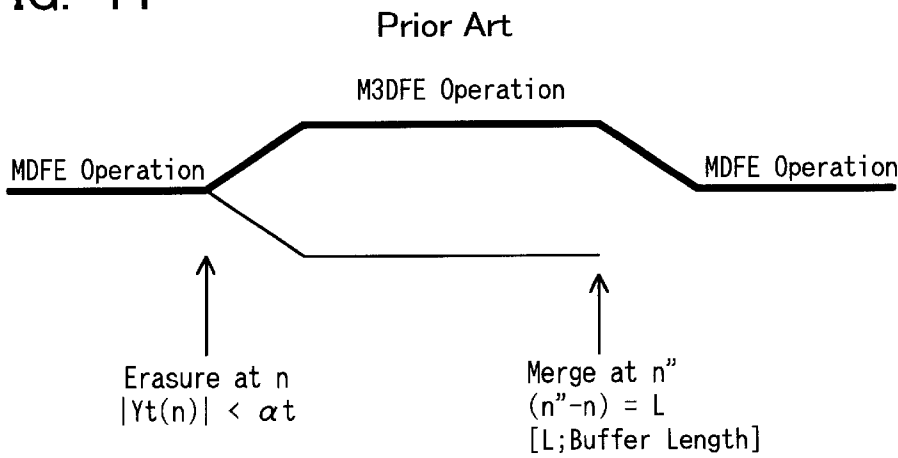 Prior Art
M3DFE Operation
MDFE Operation
MDFE Operation
Erasure at n
|Yt(n)| < αt
Merge at n"
(n"-n) = L
[L;Buffer Length]